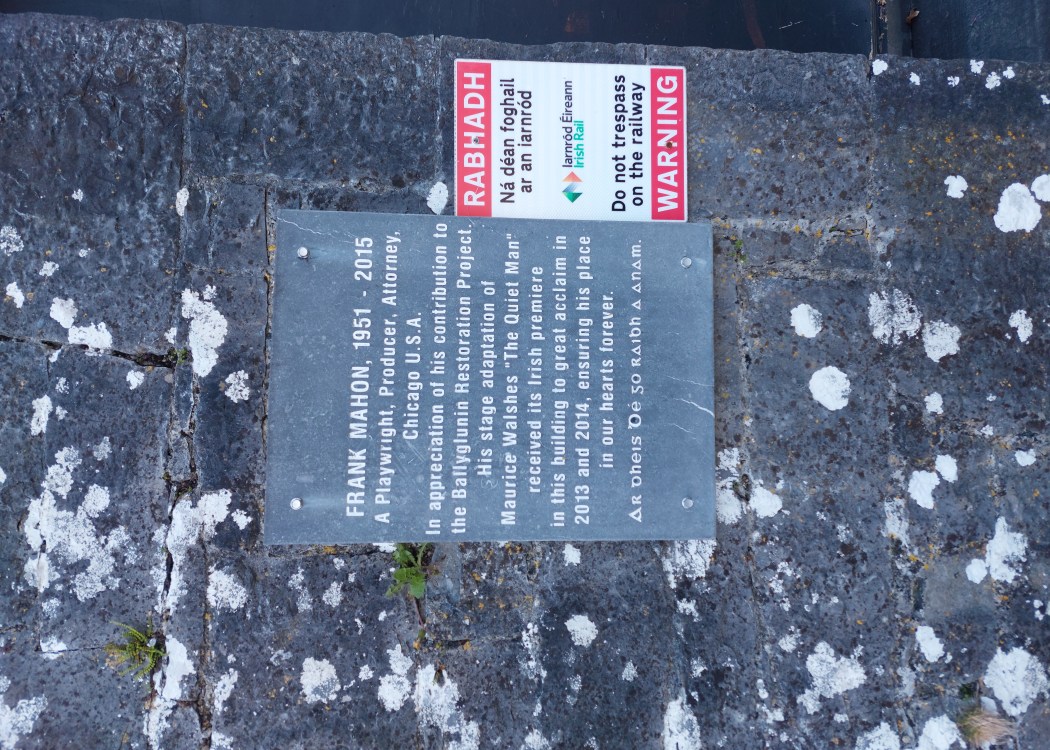 FRANK MAHON, 1951 - 2015
A Playwright, Producer, Attorney,
Chicago U.S.A.
In appreciation of his contribution to
the Ballyglunin Restoration Project.
His stage adaptation of
Maurice Walshes "The Quiet Man"
received its Irish premiere
in this building to great acclaim in
2013 and 2014, ensuring his place
in our hearts forever.
Ar Dheis Dé go raibh a anam.
RABHADH
Ná déan foghail
ar an iarnród
Iarnród Éireann
Irish Rail
Do not trespass
on the railway
WARNING